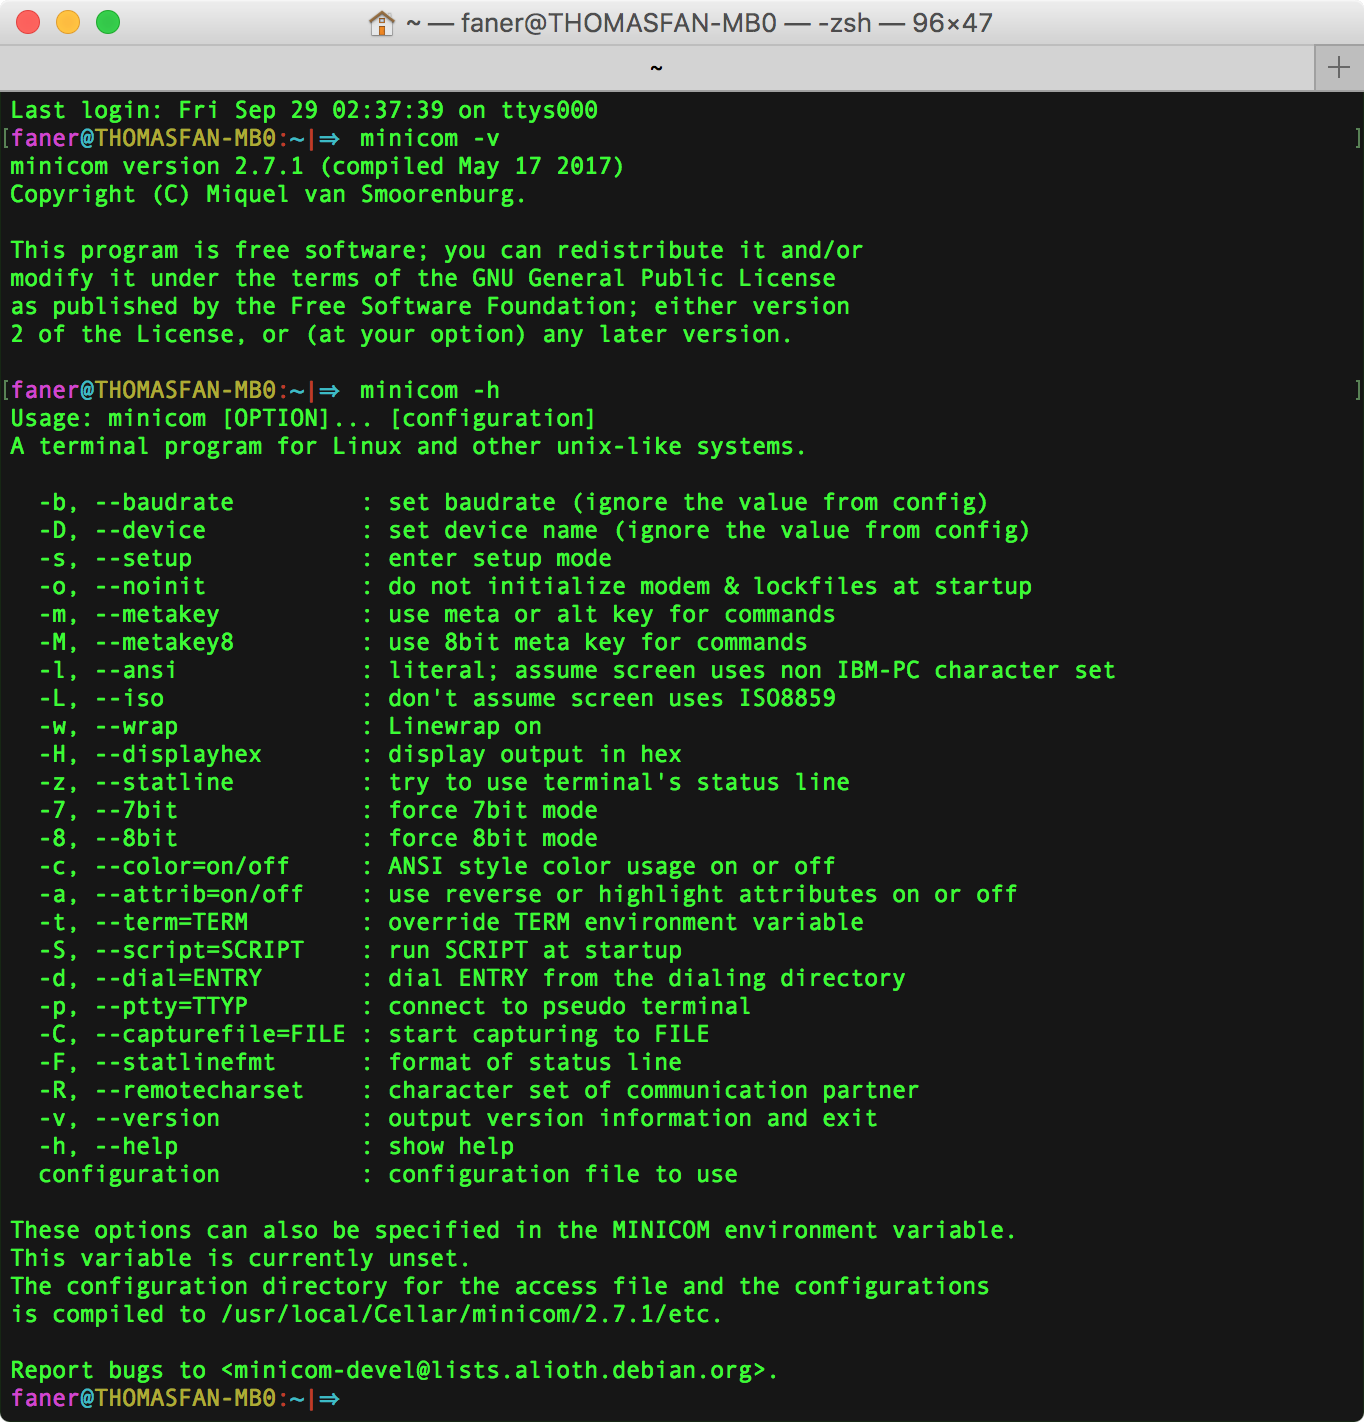 ~ — faner@THOMASFAN-MB0 — -zsh — 96×47
~
Last login: Fri Sep 29 02:37:39 on ttys000
[faner@THOMASFAN-MB0:~|⇒  minicom -v ]
minicom version 2.7.1 (compiled May 17 2017)
Copyright (C) Miquel van Smoorenburg.

This program is free software; you can redistribute it and/or
modify it under the terms of the GNU General Public License
as published by the Free Software Foundation; either version
2 of the License, or (at your option) any later version.

[faner@THOMASFAN-MB0:~|⇒  minicom -h ]
Usage: minicom [OPTION]... [configuration]
A terminal program for Linux and other unix-like systems.

  -b, --baudrate         : set baudrate (ignore the value from config)
  -D, --device           : set device name (ignore the value from config)
  -s, --setup            : enter setup mode
  -o, --noinit           : do not initialize modem & lockfiles at startup
  -m, --metakey          : use meta or alt key for commands
  -M, --metakey8         : use 8bit meta key for commands
  -l, --ansi             : literal; assume screen uses non IBM-PC character set
  -L, --iso              : don't assume screen uses ISO8859
  -w, --wrap             : Linewrap on
  -H, --displayhex       : display output in hex
  -z, --statline         : try to use terminal's status line
  -7, --7bit             : force 7bit mode
  -8, --8bit             : force 8bit mode
  -c, --color=on/off     : ANSI style color usage on or off
  -a, --attrib=on/off    : use reverse or highlight attributes on or off
  -t, --term=TERM        : override TERM environment variable
  -S, --script=SCRIPT    : run SCRIPT at startup
  -d, --dial=ENTRY       : dial ENTRY from the dialing directory
  -p, --ptty=TTYP        : connect to pseudo terminal
  -C, --capturefile=FILE : start capturing to FILE
  -F, --statlinefmt      : format of status line
  -R, --remotecharset    : character set of communication partner
  -v, --version          : output version information and exit
  -h, --help             : show help
  configuration          : configuration file to use

These options can also be specified in the MINICOM environment variable.
This variable is currently unset.
The configuration directory for the access file and the configurations
is compiled to /usr/local/Cellar/minicom/2.7.1/etc.

Report bugs to <minicom-devel@lists.alioth.debian.org>.
faner@THOMASFAN-MB0:~|⇒